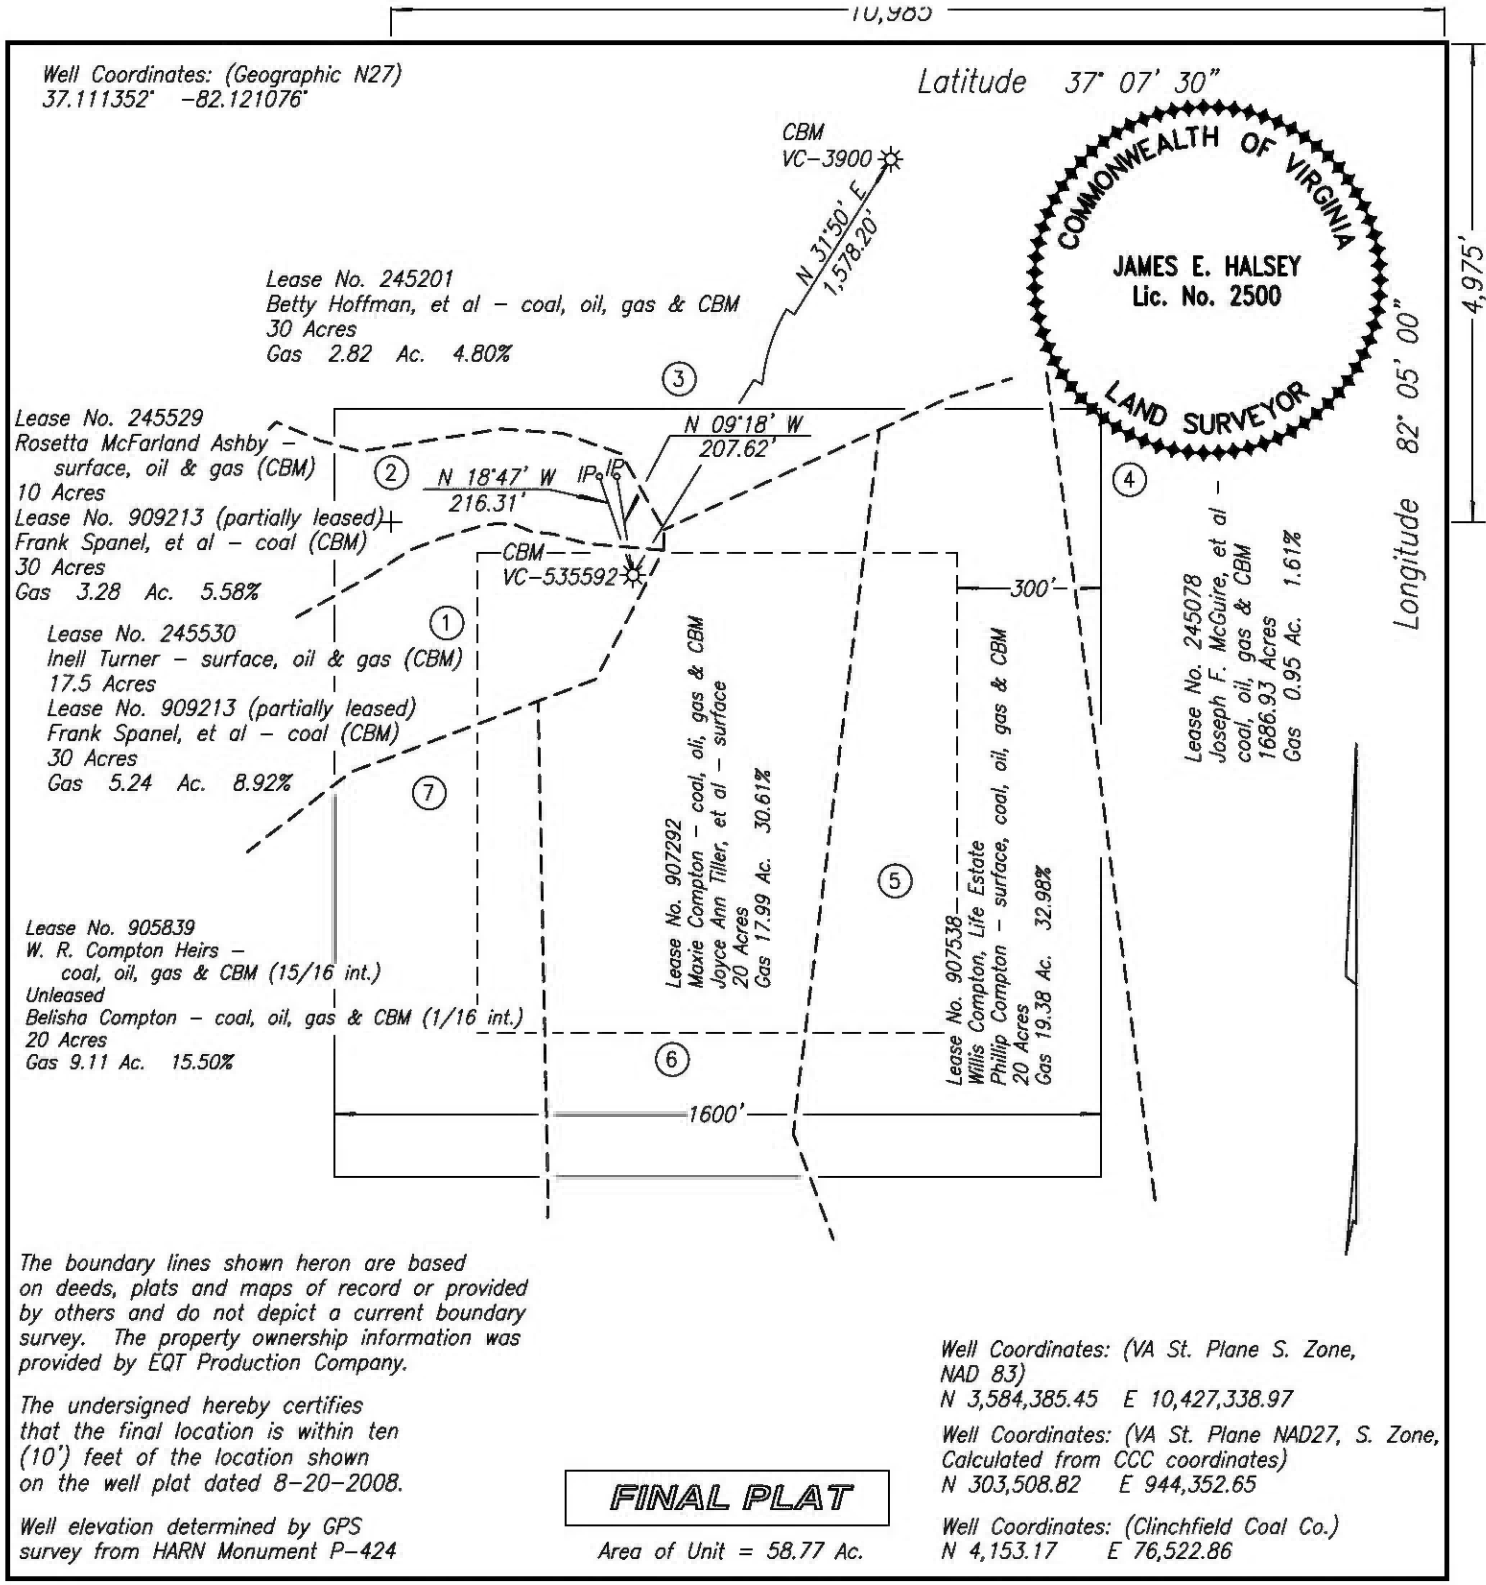 10,985
Well Coordinates: (Geographic N27)
37.111352° -82.121076°
Latitude 37° 07' 30"
4,975'
Longitude 82° 05' 00"
COMMONWEALTH OF VIRGINIA
JAMES E. HALSEY
Lic. No. 2500
LAND SURVEYOR
CBM
VC-3900
N 31°50' E
1,578.20'
Lease No. 245201
Betty Hoffman, et al - coal, oil, gas & CBM
30 Acres
Gas 2.82 Ac. 4.80%
3
Lease No. 245529
Rosetta McFarland Ashby -
surface, oil & gas (CBM)
10 Acres
Lease No. 909213 (partially leased)
Frank Spanel, et al - coal (CBM)
30 Acres
Gas 3.28 Ac. 5.58%
2
N 18°47' W
216.31'
IP
IP
N 09°18' W
207.62'
4
CBM
VC-535592
300'
1
Lease No. 245530
Inell Turner - surface, oil & gas (CBM)
17.5 Acres
Lease No. 909213 (partially leased)
Frank Spanel, et al - coal (CBM)
30 Acres
Gas 5.24 Ac. 8.92%
7
Lease No. 907292
Maxie Compton - coal, oli, gas & CBM
Joyce Ann Tiller, et al - surface
20 Acres
Gas 17.99 Ac. 30.61%
5
Lease No. 907538
Willis Compton, Life Estate
Phillip Compton - surface, coal, oil, gas & CBM
20 Acres
Gas 19.38 Ac. 32.98%
Lease No. 245078
Joseph F. McGuire, et al -
coal, oil, gas & CBM
1686.93 Acres
Gas 0.95 Ac. 1.61%
Lease No. 905839
W. R. Compton Heirs -
coal, oil, gas & CBM (15/16 int.)
Unleased
Belisha Compton - coal, oil, gas & CBM (1/16 int.)
20 Acres
Gas 9.11 Ac. 15.50%
6
1600'
The boundary lines shown heron are based
on deeds, plats and maps of record or provided
by others and do not depict a current boundary
survey. The property ownership information was
provided by EQT Production Company.
The undersigned hereby certifies
that the final location is within ten
(10') feet of the location shown
on the well plat dated 8-20-2008.
Well elevation determined by GPS
survey from HARN Monument P-424
FINAL PLAT
Area of Unit = 58.77 Ac.
Well Coordinates: (VA St. Plane S. Zone,
NAD 83)
N 3,584,385.45 E 10,427,338.97
Well Coordinates: (VA St. Plane NAD27, S. Zone,
Calculated from CCC coordinates)
N 303,508.82 E 944,352.65
Well Coordinates: (Clinchfield Coal Co.)
N 4,153.17 E 76,522.86